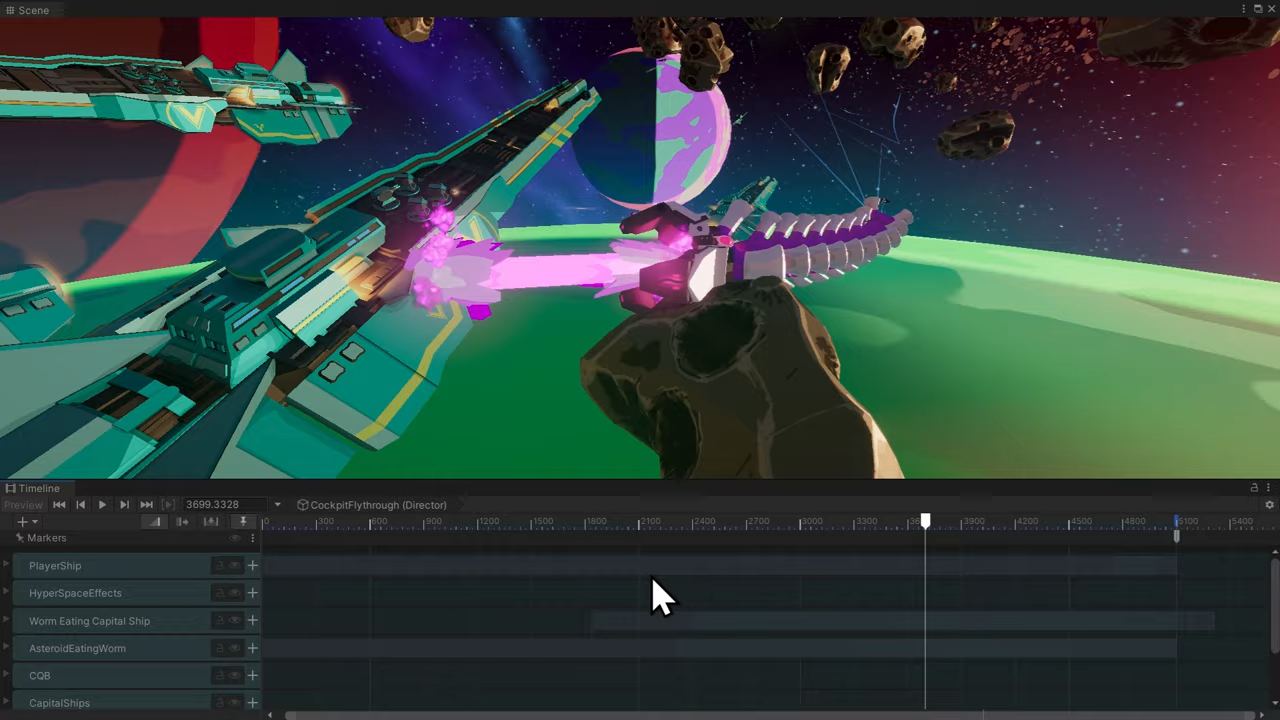 Scene
Timeline
Preview
3699.3328
CockpitFlythrough (Director)
0 300 600 900 1200 1500 1800 2100 2400 2700 3000 3300 3900 4200 4500 4800 5100 5400
Markers
PlayerShip
HyperSpaceEffects
Worm Eating Capital Ship
AsteroidEatingWorm
CQB
CapitalShips